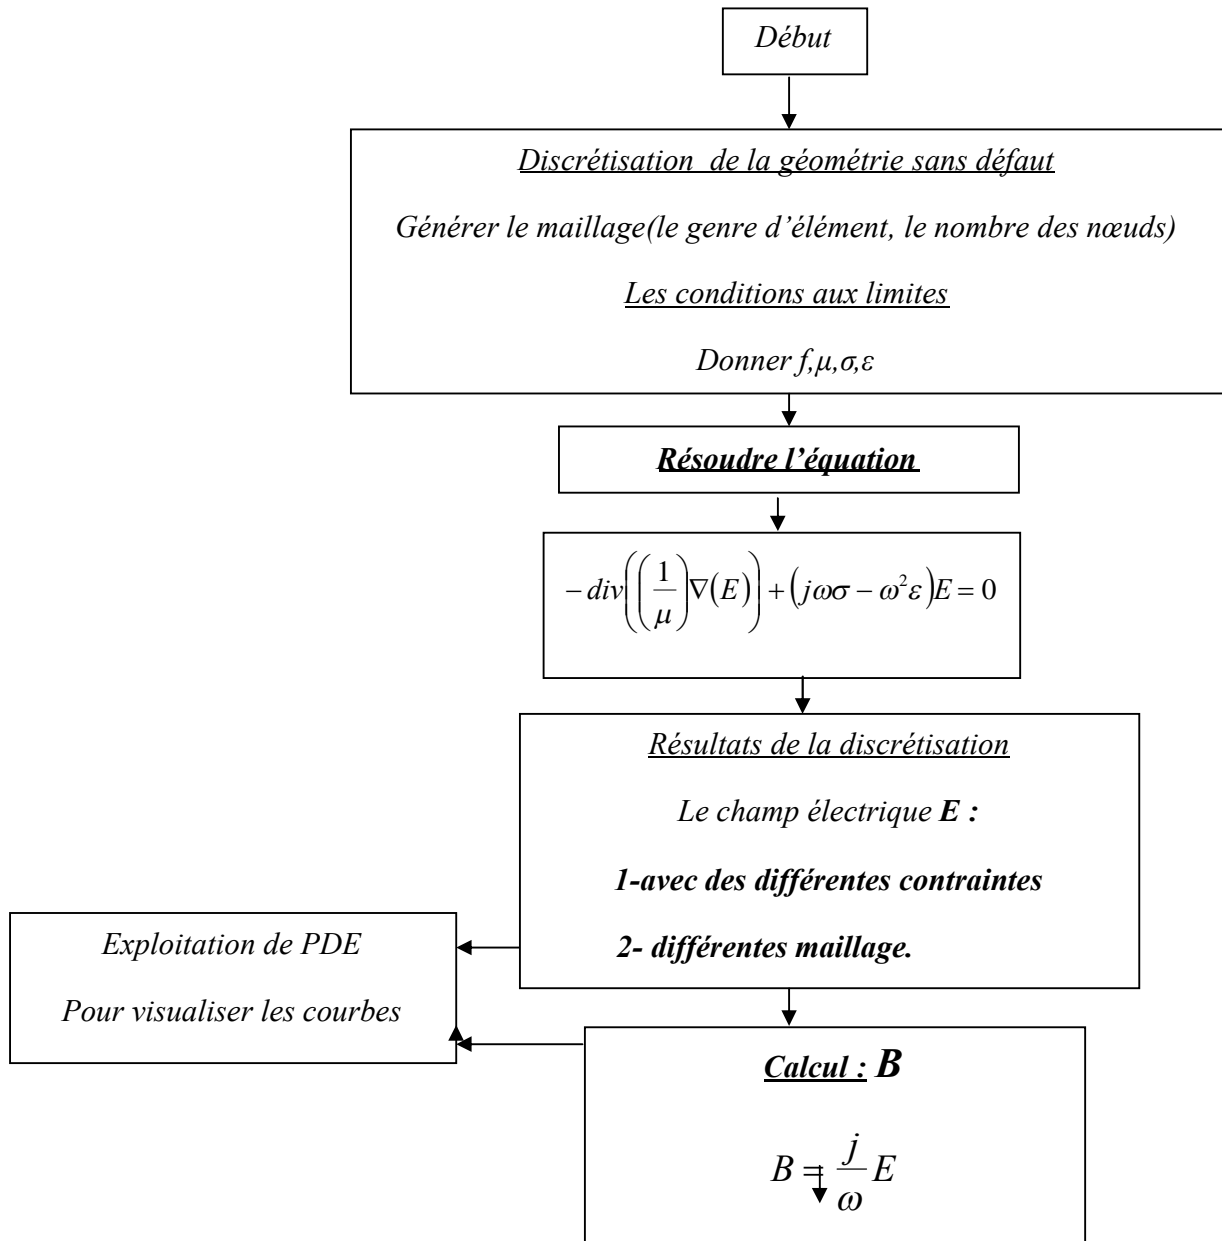 Début
Discrétisation de la géométrie sans défaut
Générer le maillage(le genre d’élément, le nombre des nœuds)
Les conditions aux limites
Donner f,μ,σ,ε
Résoudre l’équation
−div((1/μ)∇(E)) + (jωσ − ω²ε)E = 0
Résultats de la discrétisation
Le champ électrique E :
1-avec des différentes contraintes
2- différentes maillage.
Exploitation de PDE
Pour visualiser les courbes
Calcul : B
B = j/ω E